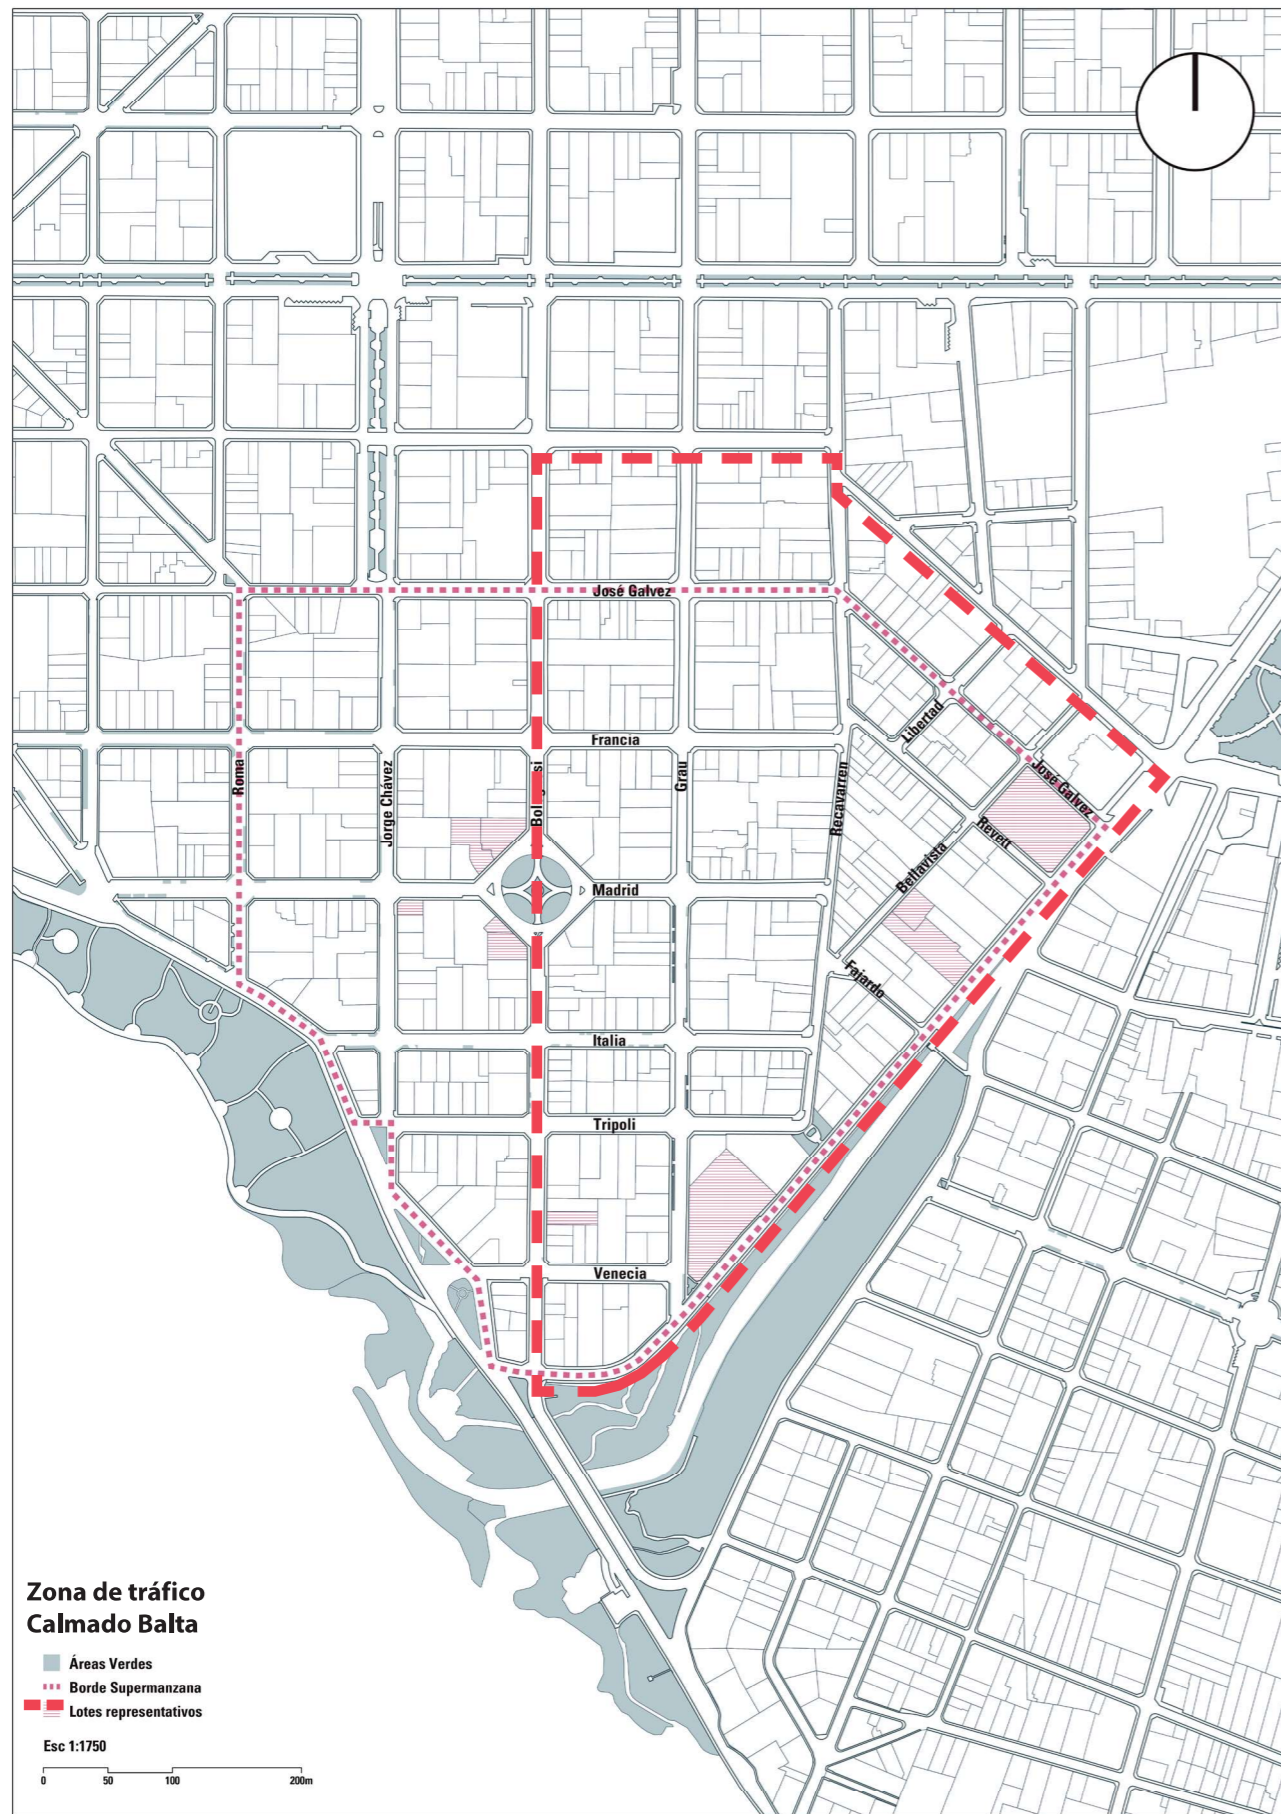 José Galvez
Libertad
Francia
Roma
Jorge Chávez
Grau
Recavarren
José Galvez
Revett
Bellavista
Madrid
Fajardo
Italia
Tripoli
Venecia
Zona de tráfico
Calmado Balta
Áreas Verdes
Borde Supermanzana
Lotes representativos
Esc 1:1750
0 50 100 200m